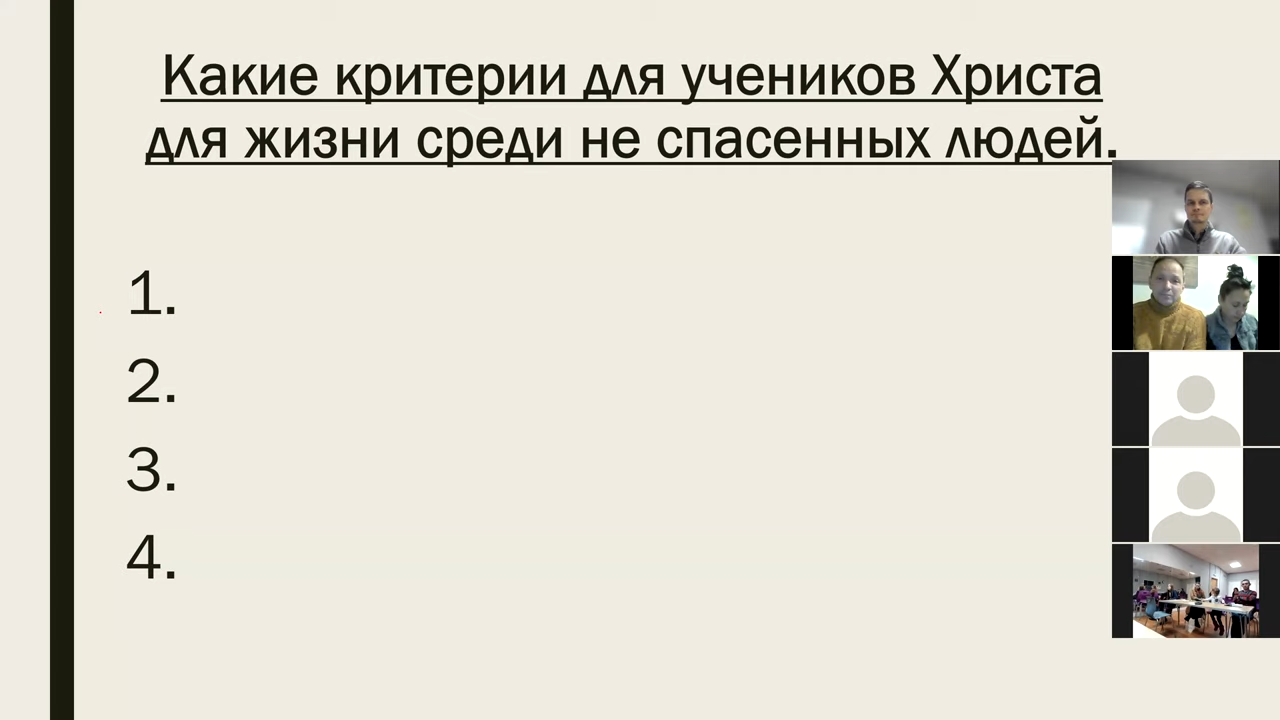 Какие критерии для учеников Христа
для жизни среди не спасенных людей.
1.
2.
3.
4.